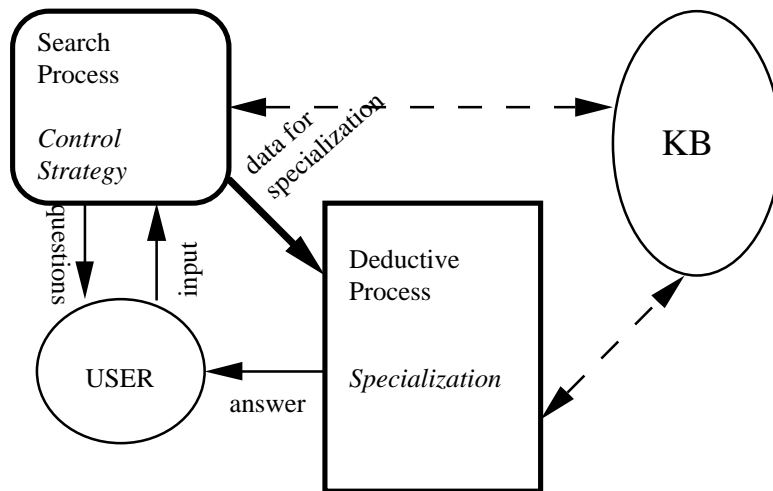 Search
Process
Control
Strategy
KB
data for
specialization
questions
input
Deductive
Process
Specialization
USER
answer